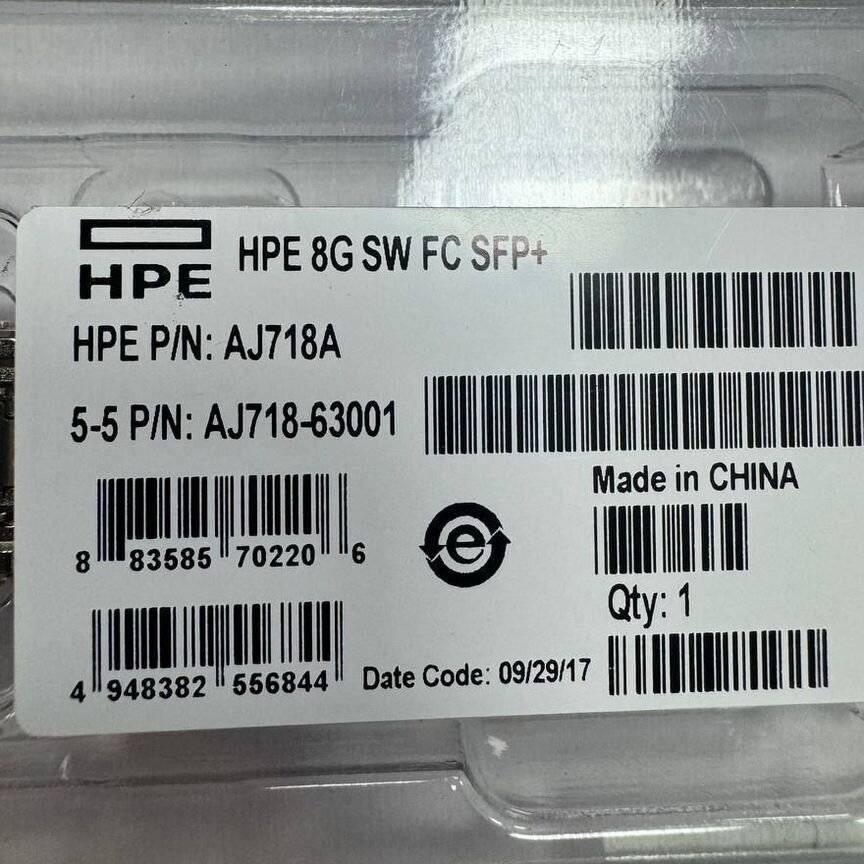 HPE
HPE 8G SW FC SFP+
HPE P/N: AJ718A
5-5 P/N: AJ718-63001
Made in CHINA
8 83585 70220 6
e
Qty: 1
4 948382 556844
Date Code: 09/29/17